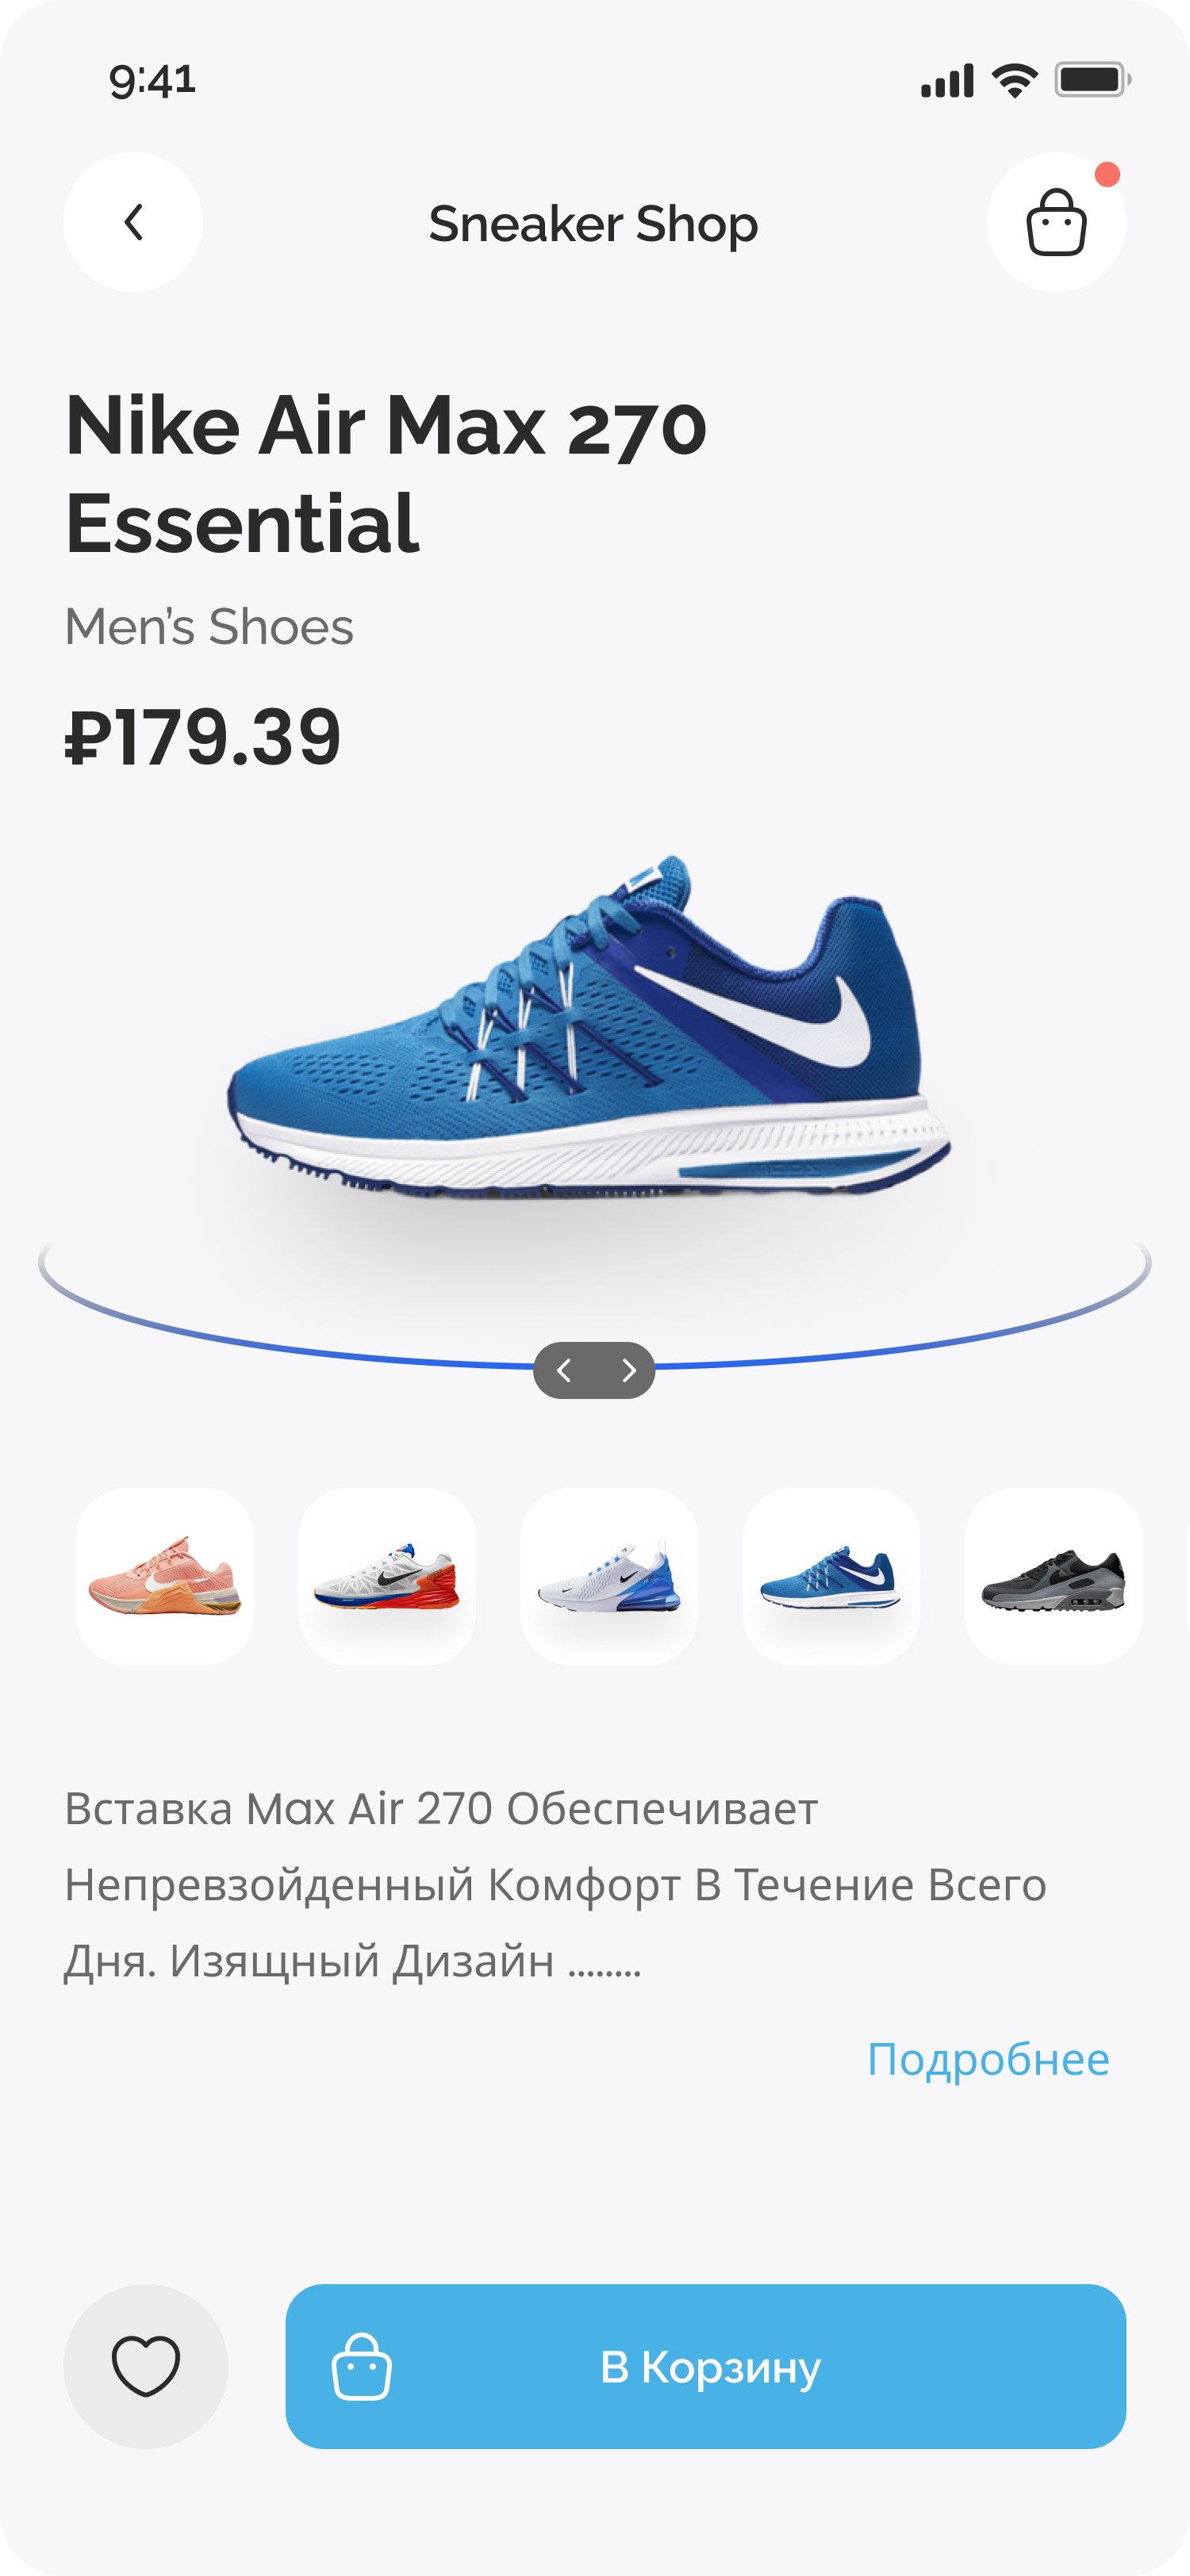 9:41
Sneaker Shop
Nike Air Max 270
Essential
Men’s Shoes
₽179.39
Вставка Max Air 270 Обеспечивает
Непревзойденный Комфорт В Течение Всего
Дня. Изящный Дизайн ........
Подробнее
В Корзину